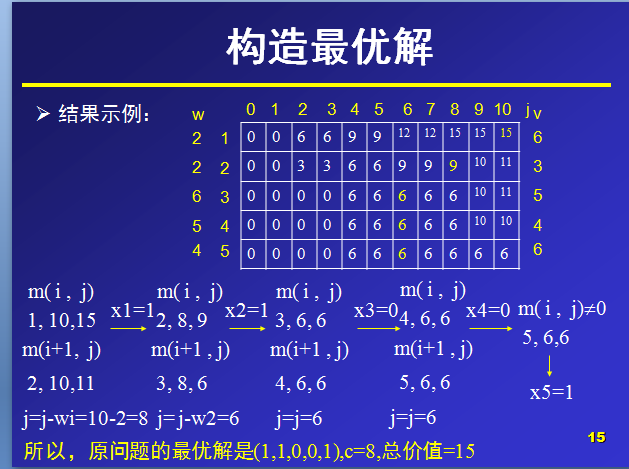 构造最优解
➢ 结果示例： w 0 1 2 3 4 5 6 7 8 9 10 j v
2 1 0 0 6 6 9 9 12 12 15 15 15 6
2 2 0 0 3 3 6 6 9 9 9 10 11 3
6 3 0 0 0 0 6 6 6 6 6 10 11 5
5 4 0 0 0 0 6 6 6 6 6 10 10 4
4 5 0 0 0 0 6 6 6 6 6 6 6 6
m( i , j) m( i , j) m( i , j) m( i , j)
x1=1 x2=1 x3=0 x4=0 m( i , j)≠0
1, 10,15 2, 8, 9 3, 6, 6 4, 6, 6 5, 6,6
m(i+1, j) m(i+1 , j) m(i+1 , j) m(i+1 , j)
2, 10,11 3, 8, 6 4, 6, 6 5, 6, 6 x5=1
j=j-wi=10-2=8 j= j-w2=6 j=j=6 j=j=6
所以，原问题的最优解是(1,1,0,0,1),c=8,总价值=15
15